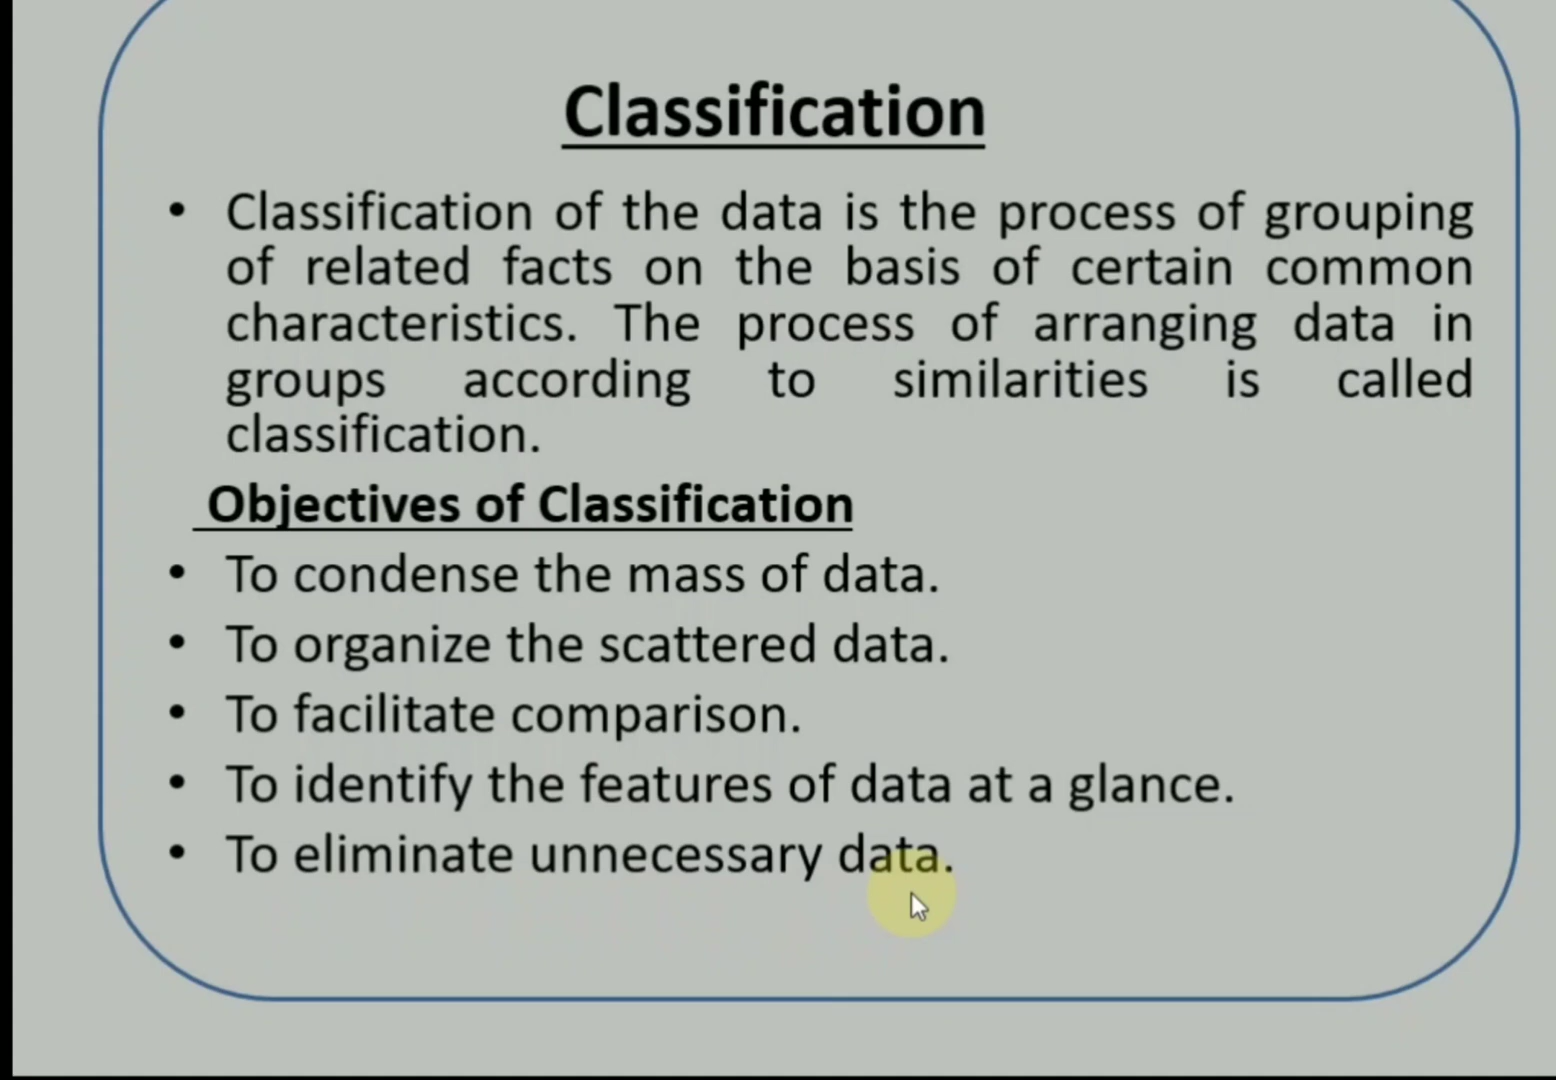 Classification
• Classification of the data is the process of grouping
of related facts on the basis of certain common
characteristics. The process of arranging data in
groups according to similarities is called
classification.
Objectives of Classification
• To condense the mass of data.
• To organize the scattered data.
• To facilitate comparison.
• To identify the features of data at a glance.
• To eliminate unnecessary data.